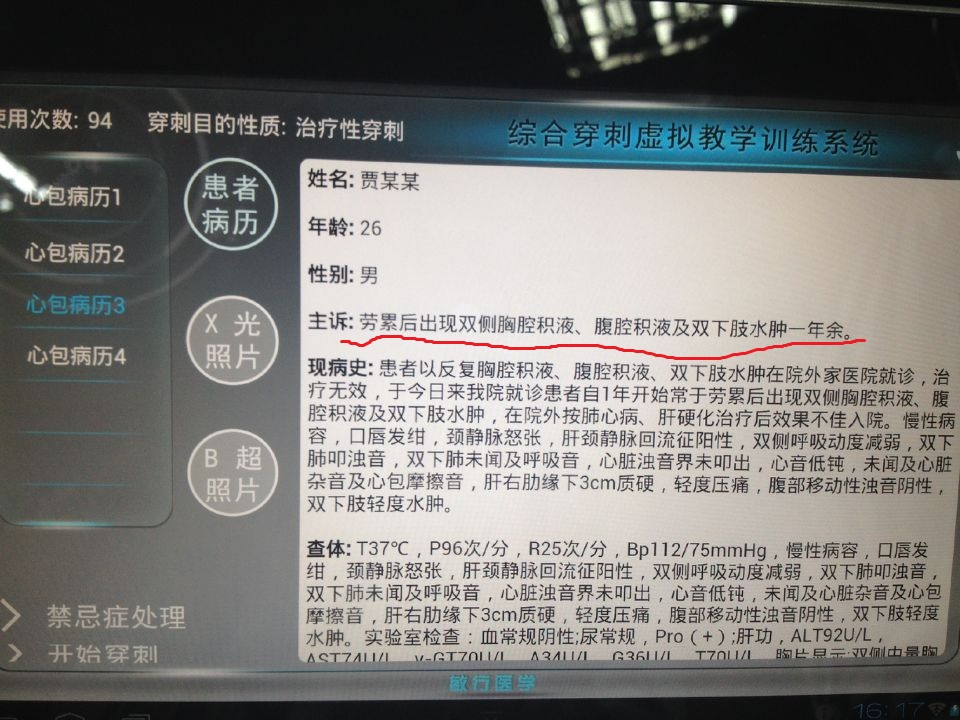 使用次数: 94
穿刺目的性质: 治疗性穿刺
综合穿刺虚拟教学训练系统
心包病历1
心包病历2
心包病历3
心包病历4
患者
病历
X 光
照片
B 超
照片
禁忌症处理
开始穿刺
姓名: 贾某某
年龄: 26
性别: 男
主诉: 劳累后出现双侧胸腔积液、腹腔积液及双下肢水肿一年余。
现病史: 患者以反复胸腔积液、腹腔积液、双下肢水肿在院外家医院就诊，治
疗无效，于今日来我院就诊患者自1年开始常于劳累后出现双侧胸腔积液、腹
腔积液及双下肢水肿，在院外按肺心病、肝硬化治疗后效果不佳入院。慢性病
容，口唇发绀，颈静脉怒张，肝颈静脉回流征阳性，双侧呼吸动度减弱，双下
肺叩浊音，双下肺未闻及呼吸音，心脏浊音界未叩出，心音低钝，未闻及心脏
杂音及心包摩擦音，肝右肋缘下3cm质硬，轻度压痛，腹部移动性浊音阴性，
双下肢轻度水肿。
查体: T37℃，P96次/分，R25次/分，Bp112/75mmHg，慢性病容，口唇发
绀，颈静脉怒张，肝颈静脉回流征阳性，双侧呼吸动度减弱，双下肺叩浊音，
双下肺未闻及呼吸音，心脏浊音界未叩出，心音低钝，未闻及心脏杂音及心包
摩擦音，肝右肋缘下3cm质硬，轻度压痛，腹部移动性浊音阴性，双下肢轻度
水肿。实验室检查：血常规阴性;尿常规，Pro（+）;肝功，ALT92U/L，
AST74U/L，γ-GT70U/L，A34U/L，G36U/L，T70U/L，胸片显示:双侧中量胸
敏行医学
16:17